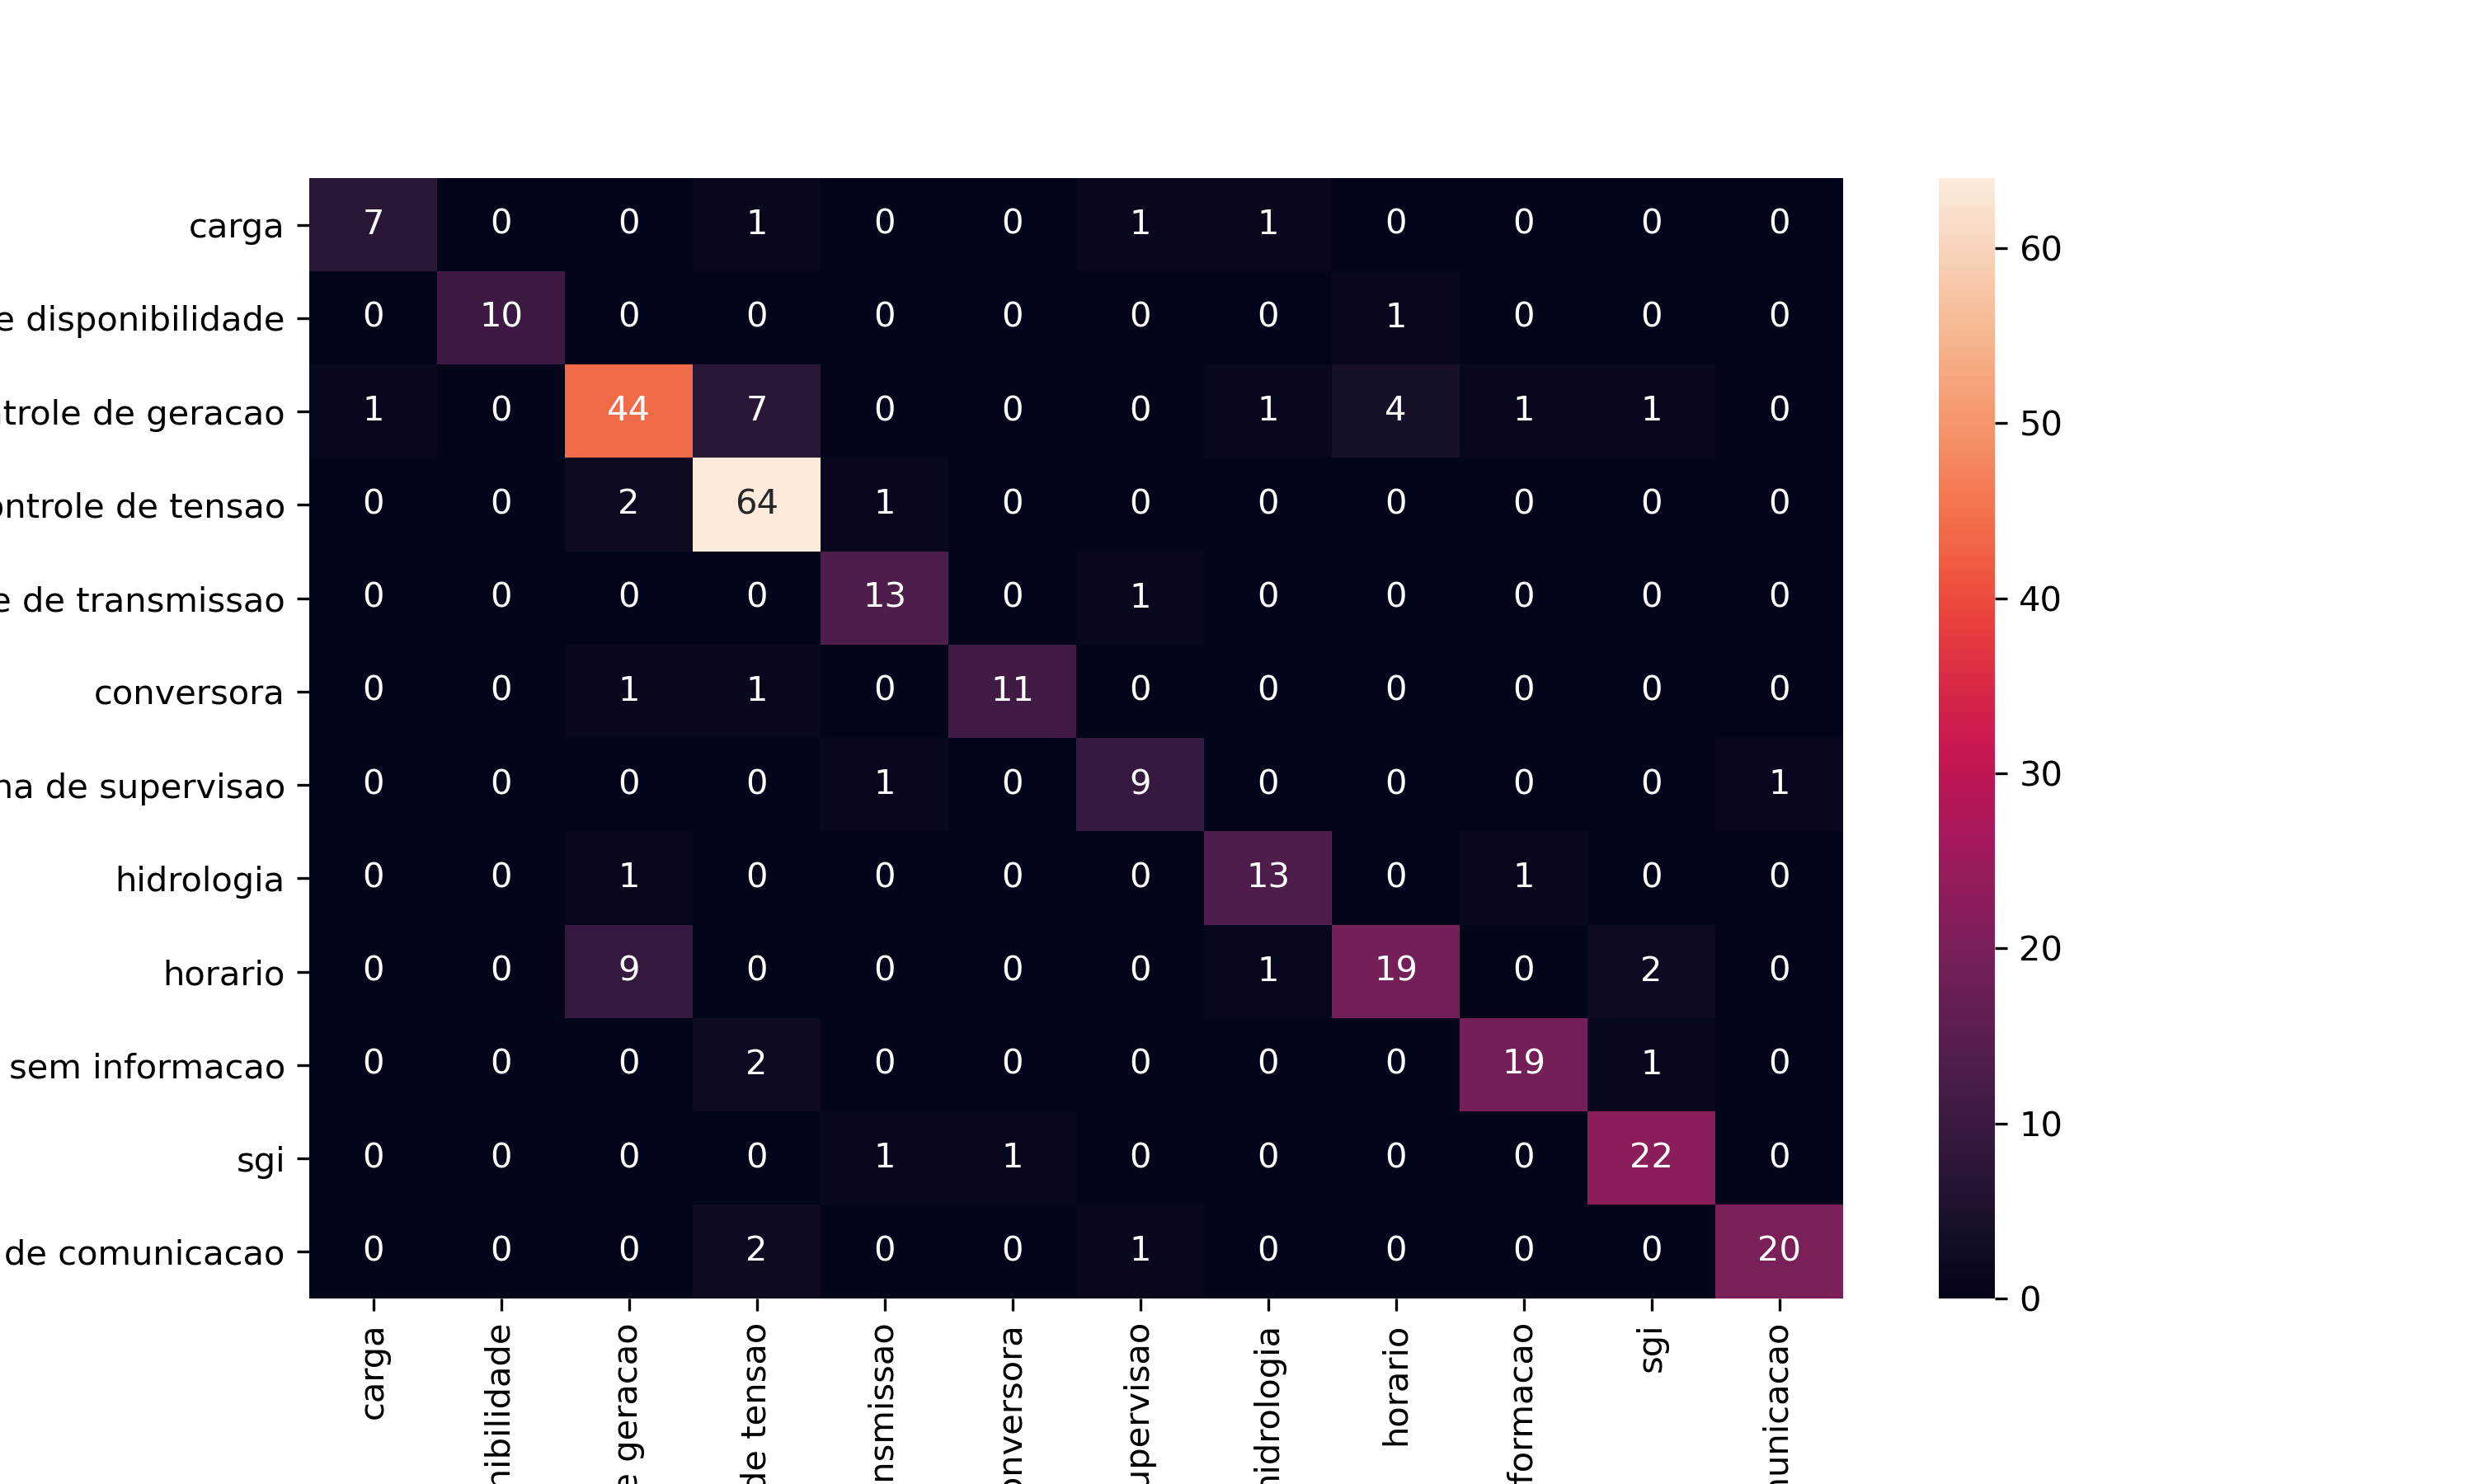 carga 7 0 0 1 0 0 1 1 0 0 0 0
e disponibilidade 0 10 0 0 0 0 0 0 1 0 0 0
trole de geracao 1 0 44 7 0 0 0 1 4 1 1 0
ontrole de tensao 0 0 2 64 1 0 0 0 0 0 0 0
e de transmissao 0 0 0 0 13 0 1 0 0 0 0 0
conversora 0 0 1 1 0 11 0 0 0 0 0 0
na de supervisao 0 0 0 0 1 0 9 0 0 0 0 1
hidrologia 0 0 1 0 0 0 0 13 0 1 0 0
horario 0 0 9 0 0 0 0 1 19 0 2 0
sem informacao 0 0 0 2 0 0 0 0 0 19 1 0
sgi 0 0 0 0 1 1 0 0 0 0 22 0
de comunicacao 0 0 0 2 0 0 1 0 0 0 0 20
carga
nibilidade
e geracao
de tensao
nsmissao
onversora
upervisao
hidrologia
horario
formacao
sgi
unicacao
60
50
40
30
20
10
0